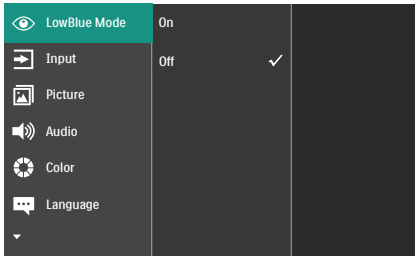 LowBlue Mode
On
Input
Off
Picture
Audio
Color
Language